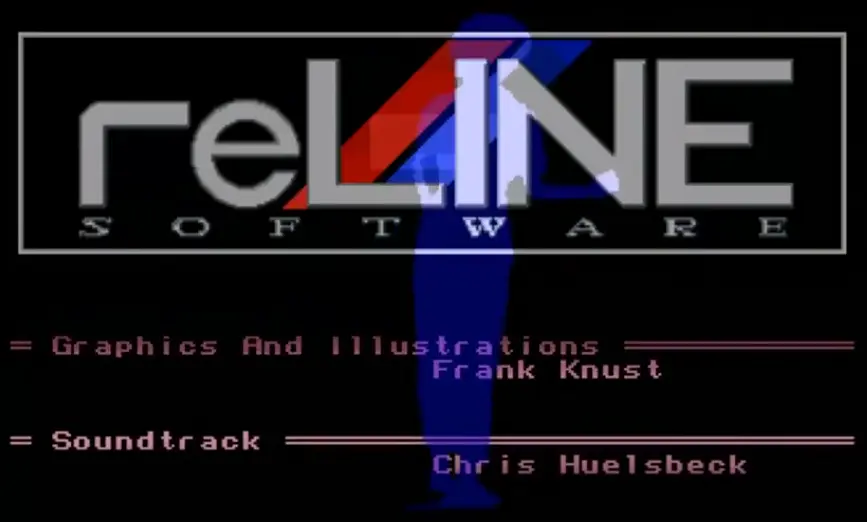 reLINE
SOFTWARE
= Graphics And Illustrations =
Frank Knust
= Soundtrack =
Chris Huelsbeck